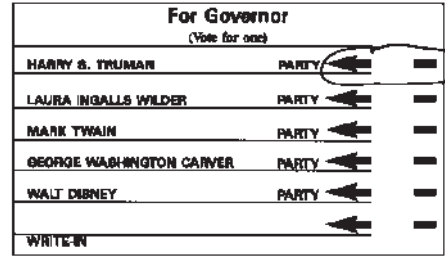 For Governor
(Vote for one)
HARRY S. TRUMAN PARTY
LAURA INGALLS WILDER PARTY
MARK TWAIN PARTY
GEORGE WASHINGTON CARVER PARTY
WALT DISNEY PARTY
WRITE-IN